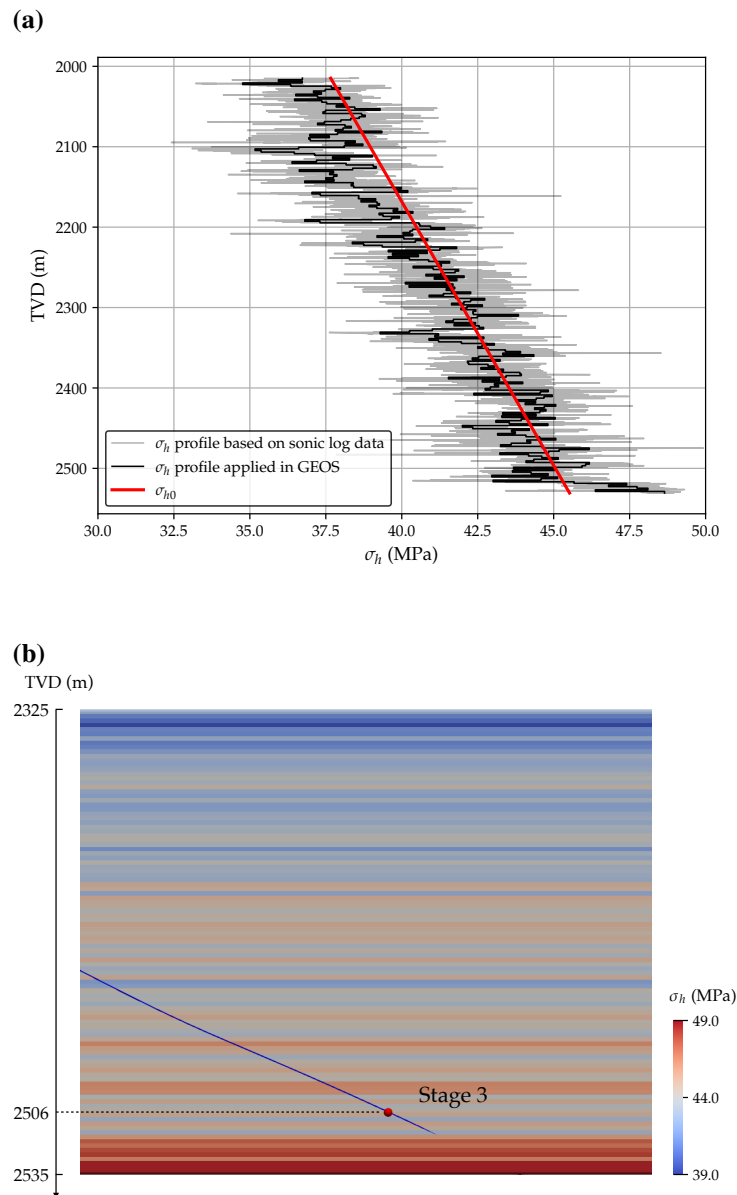 (a)
2000
2100
2200
2300
2400
2500
TVD (m)
σh profile based on sonic log data
σh profile applied in GEOS
σh0
30.0 32.5 35.0 37.5 40.0 42.5 45.0 47.5 50.0
σh (MPa)
(b)
TVD (m)
2325
Stage 3
2506
2535
σh (MPa)
49.0
44.0
39.0